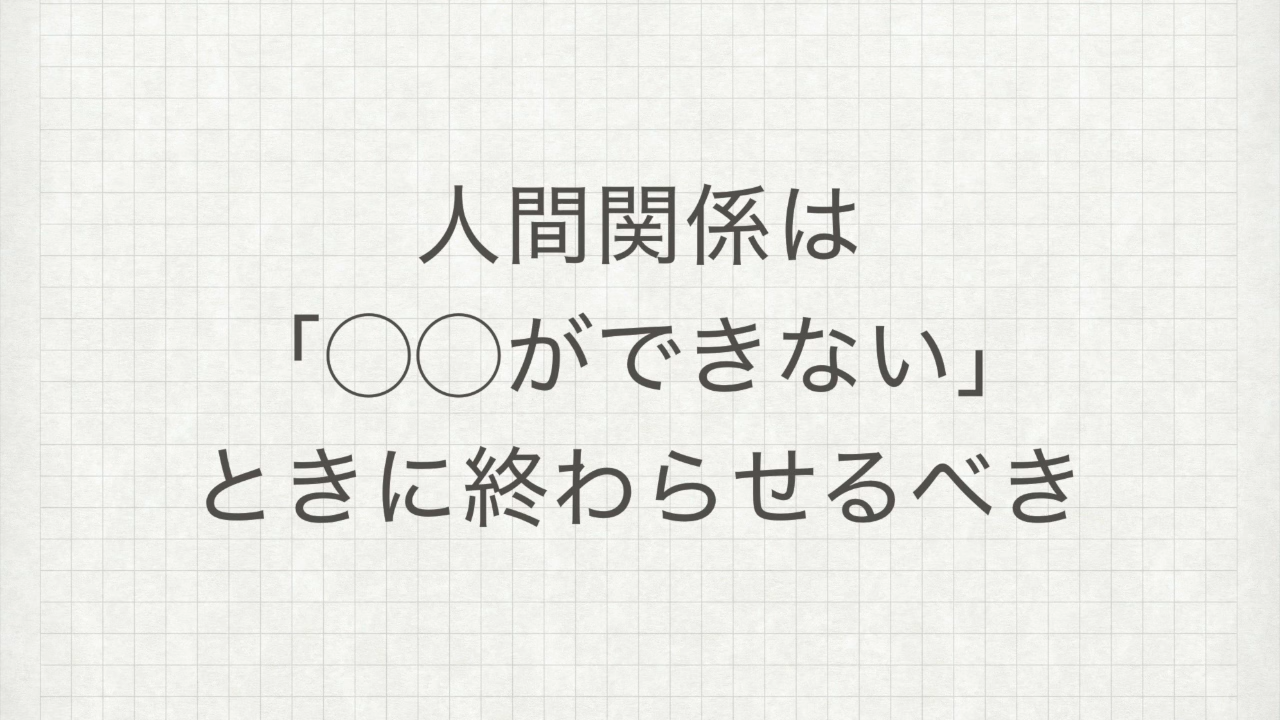 人間関係は
「◯◯ができない」
ときに終わらせるべき